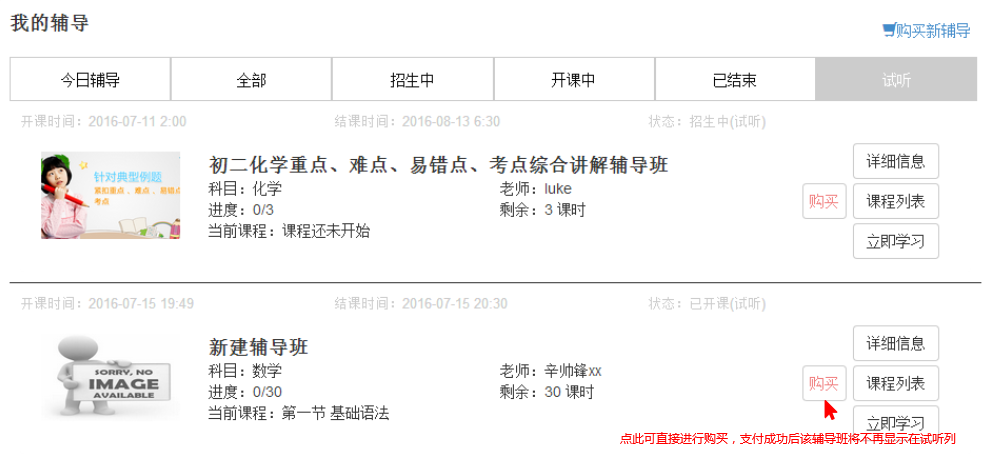 我的辅导
购买新辅导
今日辅导 全部 招生中 开课中 已结束 试听
开课时间：2016-07-11 2:00 结课时间：2016-08-13 6:30 状态：招生中(试听)
针对典型例题
紧扣重点 、难点 、易错点
考点
初二化学重点、难点、易错点、考点综合讲解辅导班
科目：化学 老师：luke
进度：0/3 剩余：3 课时
当前课程：课程还未开始
详细信息
购买 课程列表
立即学习
开课时间：2016-07-15 19:49 结课时间：2016-07-15 20:30 状态：已开课(试听)
SORRY, NO
IMAGE
AVAILABLE
新建辅导班
科目：数学 老师：辛帅锋xx
进度：0/30 剩余：30 课时
当前课程：第一节 基础语法
详细信息
购买 课程列表
立即学习
点此可直接进行购买，支付成功后该辅导班将不再显示在试听列